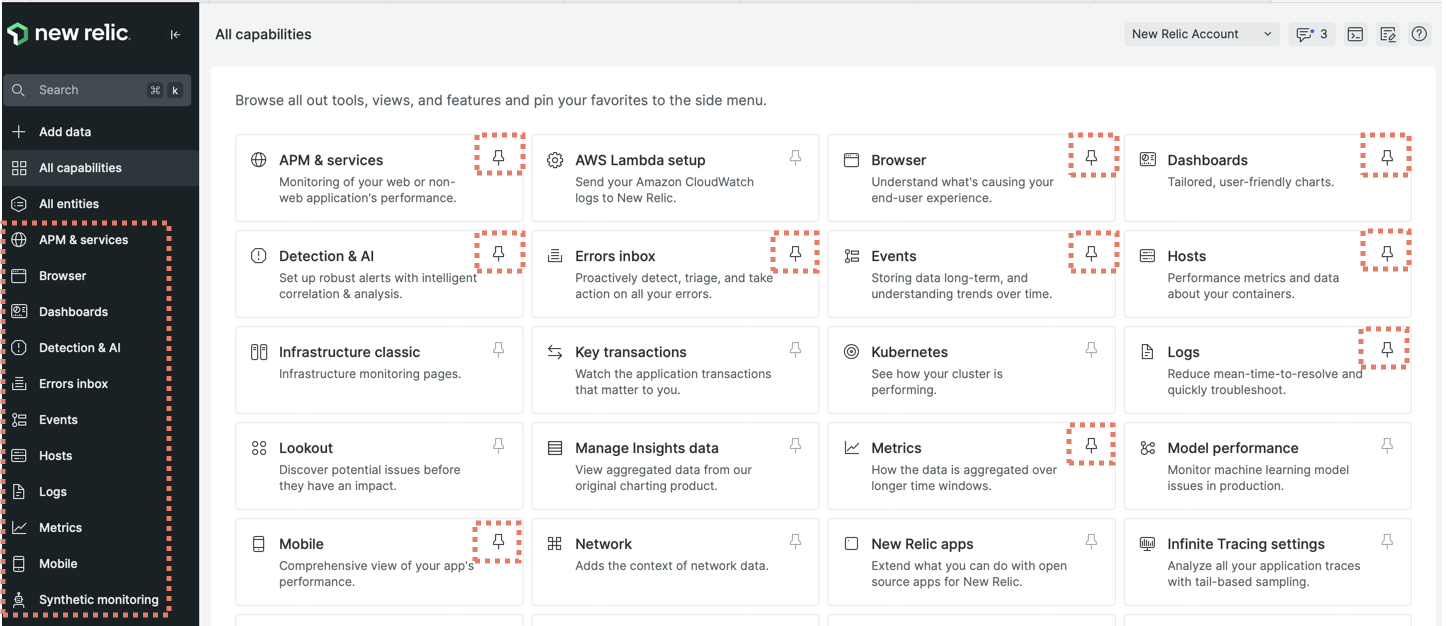 new relic.
Search
⌘ k
Add data
All capabilities
All entities
APM & services
Browser
Dashboards
Detection & AI
Errors inbox
Events
Hosts
Logs
Metrics
Mobile
Synthetic monitoring
All capabilities
New Relic Account
3
Browse all out tools, views, and features and pin your favorites to the side menu.
APM & services
Monitoring of your web or non-
web application's performance.
AWS Lambda setup
Send your Amazon CloudWatch
logs to New Relic.
Browser
Understand what's causing your
end-user experience.
Dashboards
Tailored, user-friendly charts.
Detection & AI
Set up robust alerts with intelligent
correlation & analysis.
Errors inbox
Proactively detect, triage, and take
action on all your errors.
Events
Storing data long-term, and
understanding trends over time.
Hosts
Performance metrics and data
about your containers.
Infrastructure classic
Infrastructure monitoring pages.
Key transactions
Watch the application transactions
that matter to you.
Kubernetes
See how your cluster is
performing.
Logs
Reduce mean-time-to-resolve and
quickly troubleshoot.
Lookout
Discover potential issues before
they have an impact.
Manage Insights data
View aggregated data from our
original charting product.
Metrics
How the data is aggregated over
longer time windows.
Model performance
Monitor machine learning model
issues in production.
Mobile
Comprehensive view of your app's
performance.
Network
Adds the context of network data.
New Relic apps
Extend what you can do with open
source apps for New Relic.
Infinite Tracing settings
Analyze all your application traces
with tail-based sampling.